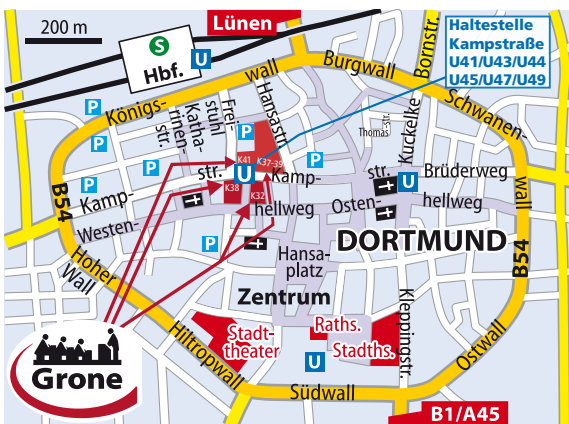 200 m
Lünen
S
Hbf.
U
Haltestelle
Kampstraße
U41/U43/U44
U45/U47/U49
Bornstr.
Burgwall
wall
Königs-
Schwanen-
wall
P
P
P
P
P
P
P
P
Katha-
rinen-
str.
Frei-
stuhl
Hansastr.
Thomas-
str.
Kuckelke
str.
Brüderweg
U
K41
K37-39
U
K38
K32
str.
Kamp-
Kamp-
hellweg
Westen-
Osten-
hellweg
B54
B54
DORTMUND
Hansa-
platz
Zentrum
Hoher
Wall
Hiltropwall
Stadt-
theater
Raths.
Stadths.
U
Kleppingstr.
Ostwall
Südwall
B1/A45
Grone